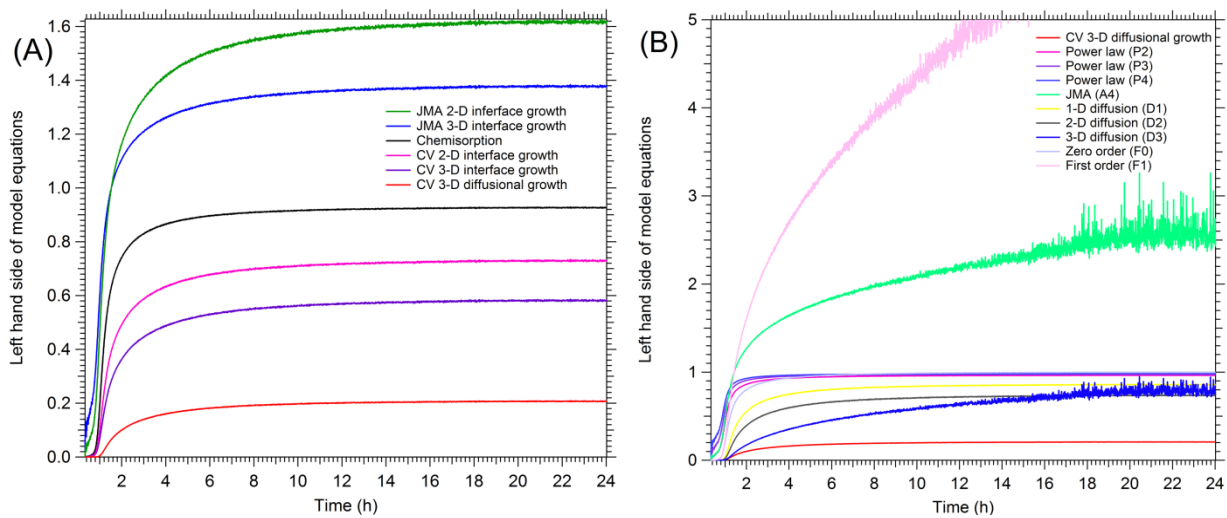 (A)
Left hand side of model equations
1.6
1.4
1.2
1.0
0.8
0.6
0.4
0.2
0.0
JMA 2-D interface growth
JMA 3-D interface growth
Chemisorption
CV 2-D interface growth
CV 3-D interface growth
CV 3-D diffusional growth
2 4 6 8 10 12 14 16 18 20 22 24
Time (h)
(B)
Left hand side of model equations
5
4
3
2
1
0
CV 3-D diffusional growth
Power law (P2)
Power law (P3)
Power law (P4)
JMA (A4)
1-D diffusion (D1)
2-D diffusion (D2)
3-D diffusion (D3)
Zero order (F0)
First order (F1)
2 4 6 8 10 12 14 16 18 20 22 24
Time (h)